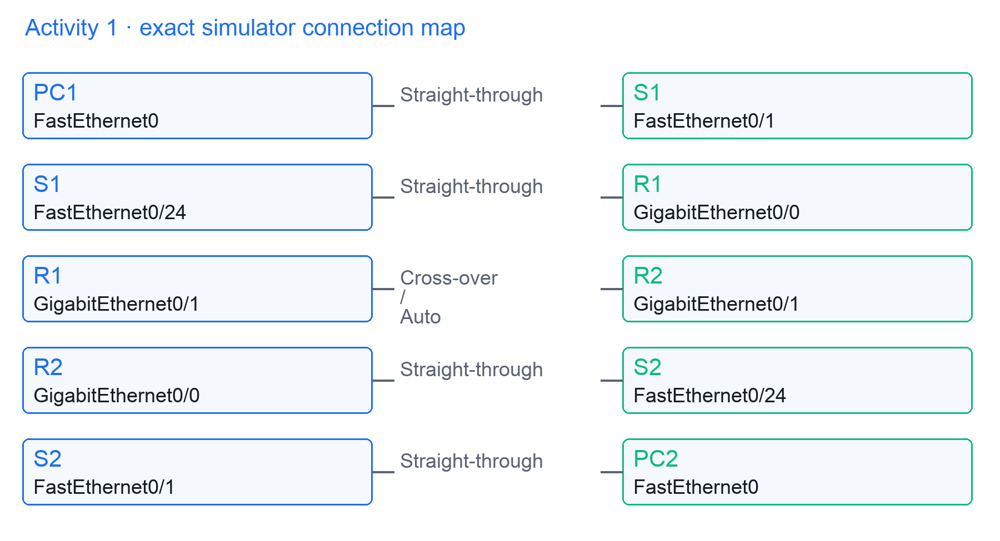 Activity 1 · exact simulator connection map
PC1
FastEthernet0
Straight-through
S1
FastEthernet0/1
S1
FastEthernet0/24
Straight-through
R1
GigabitEthernet0/0
R1
GigabitEthernet0/1
Cross-over
/
Auto
R2
GigabitEthernet0/1
R2
GigabitEthernet0/0
Straight-through
S2
FastEthernet0/24
S2
FastEthernet0/1
Straight-through
PC2
FastEthernet0